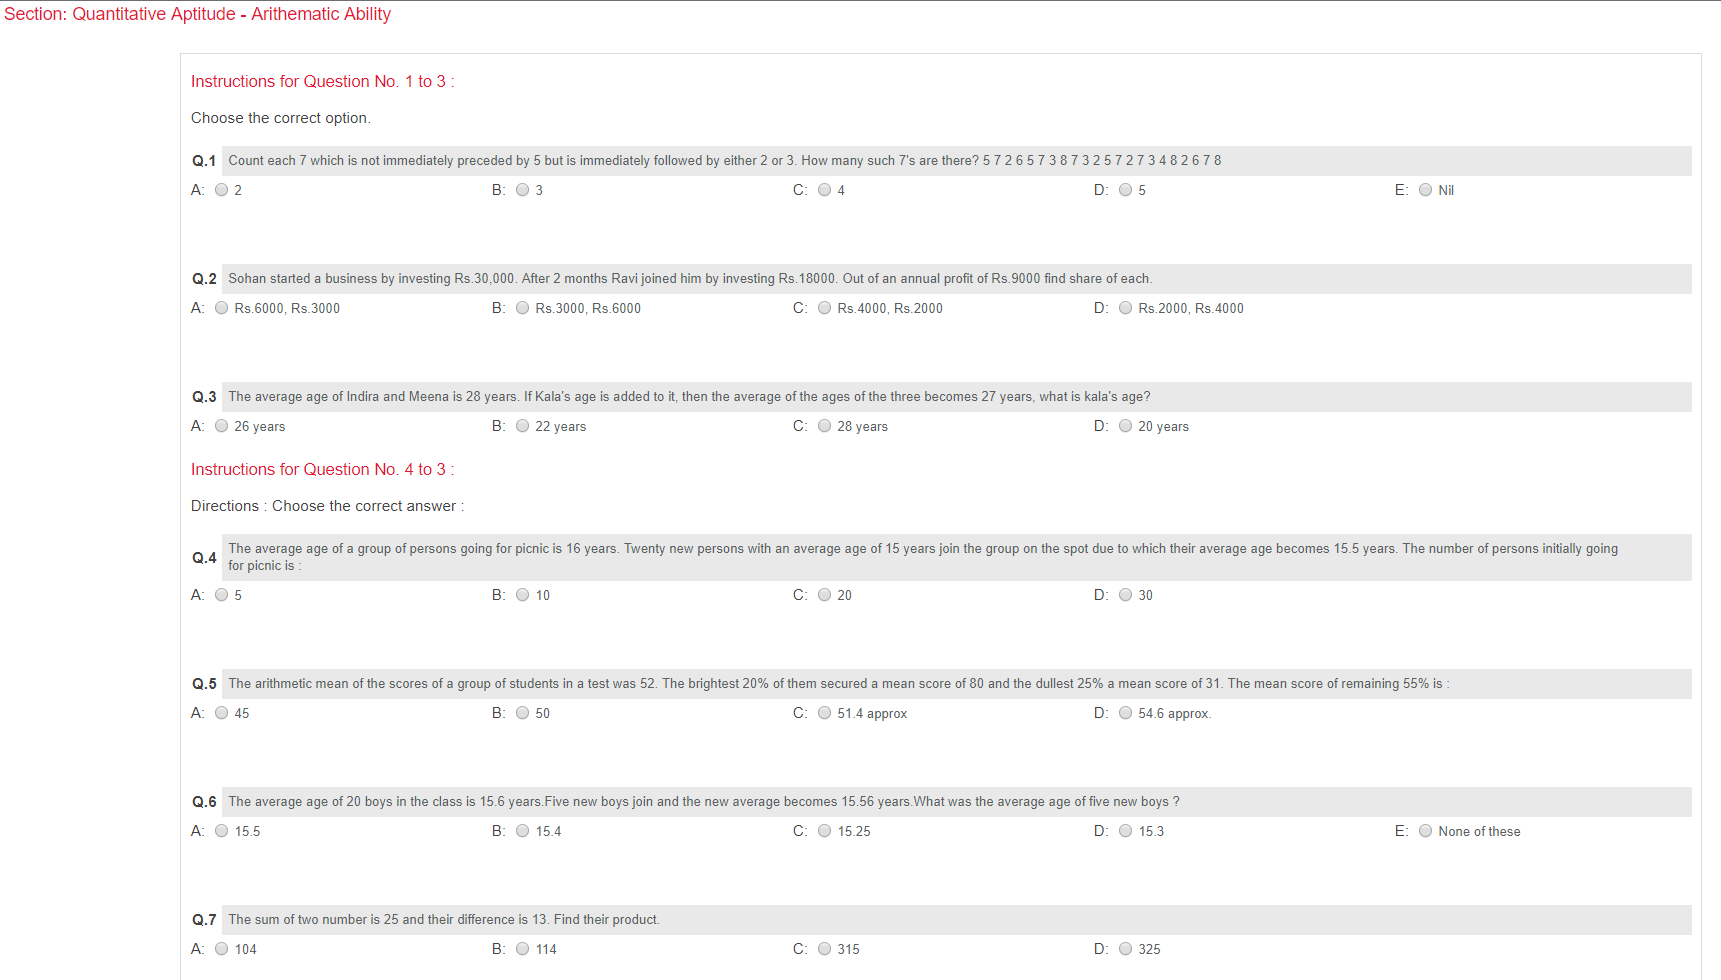 Section: Quantitative Aptitude - Arithematic Ability
Instructions for Question No. 1 to 3 :
Choose the correct option.
Q.1 Count each 7 which is not immediately preceded by 5 but is immediately followed by either 2 or 3. How many such 7's are there? 5 7 2 6 5 7 3 8 7 3 2 5 7 2 7 3 4 8 2 6 7 8
A: 2 B: 3 C: 4 D: 5 E: Nil
Q.2 Sohan started a business by investing Rs.30,000. After 2 months Ravi joined him by investing Rs.18000. Out of an annual profit of Rs.9000 find share of each.
A: Rs.6000, Rs.3000 B: Rs.3000, Rs.6000 C: Rs.4000, Rs.2000 D: Rs.2000, Rs.4000
Q.3 The average age of Indira and Meena is 28 years. If Kala's age is added to it, then the average of the ages of the three becomes 27 years, what is kala's age?
A: 26 years B: 22 years C: 28 years D: 20 years
Instructions for Question No. 4 to 3 :
Directions : Choose the correct answer :
Q.4 The average age of a group of persons going for picnic is 16 years. Twenty new persons with an average age of 15 years join the group on the spot due to which their average age becomes 15.5 years. The number of persons initially going
for picnic is :
A: 5 B: 10 C: 20 D: 30
Q.5 The arithmetic mean of the scores of a group of students in a test was 52. The brightest 20% of them secured a mean score of 80 and the dullest 25% a mean score of 31. The mean score of remaining 55% is :
A: 45 B: 50 C: 51.4 approx D: 54.6 approx.
Q.6 The average age of 20 boys in the class is 15.6 years.Five new boys join and the new average becomes 15.56 years.What was the average age of five new boys ?
A: 15.5 B: 15.4 C: 15.25 D: 15.3 E: None of these
Q.7 The sum of two number is 25 and their difference is 13. Find their product.
A: 104 B: 114 C: 315 D: 325